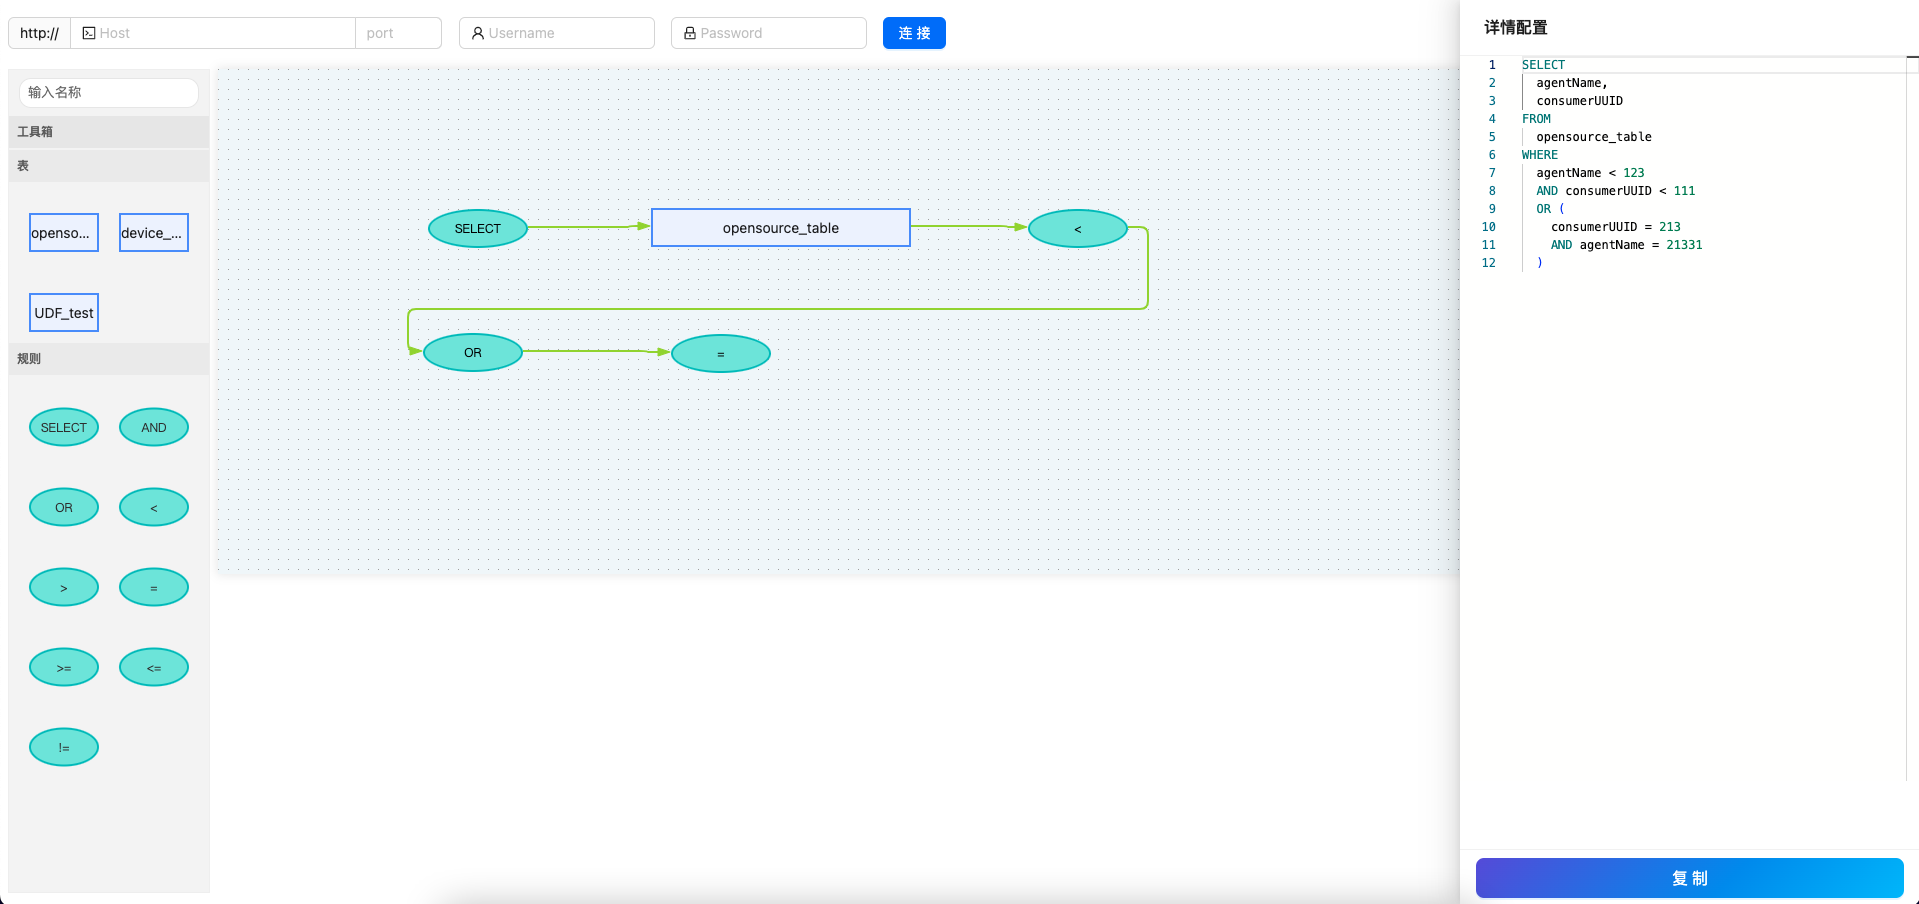 http://
Host
port
Username
Password
连 接
输入名称
工具箱
表
openso...
device_...
UDF_test
规则
SELECT
AND
OR
<
>
=
>=
<=
!=
SELECT
opensource_table
<
OR
=
详情配置
1 SELECT
2 agentName,
3 consumerUUID
4 FROM
5 opensource_table
6 WHERE
7 agentName < 123
8 AND consumerUUID < 111
9 OR (
10 consumerUUID = 213
11 AND agentName = 21331
12 )
复 制